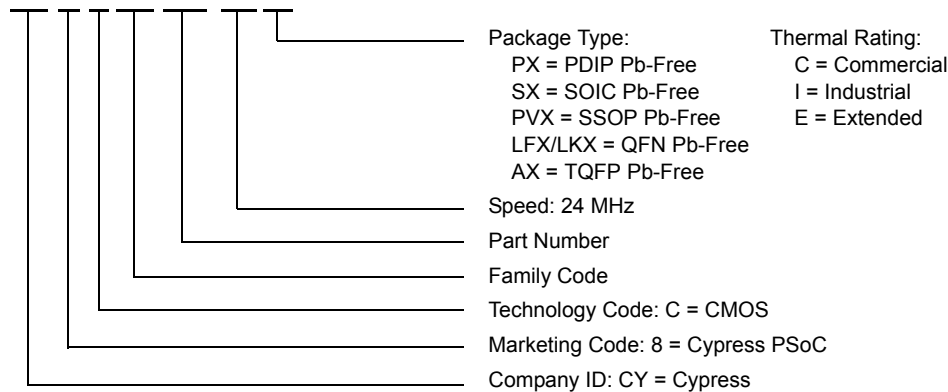 Package Type:
PX = PDIP Pb-Free
SX = SOIC Pb-Free
PVX = SSOP Pb-Free
LFX/LKX = QFN Pb-Free
AX = TQFP Pb-Free
Thermal Rating:
C = Commercial
I = Industrial
E = Extended
Speed: 24 MHz
Part Number
Family Code
Technology Code: C = CMOS
Marketing Code: 8 = Cypress PSoC
Company ID: CY = Cypress